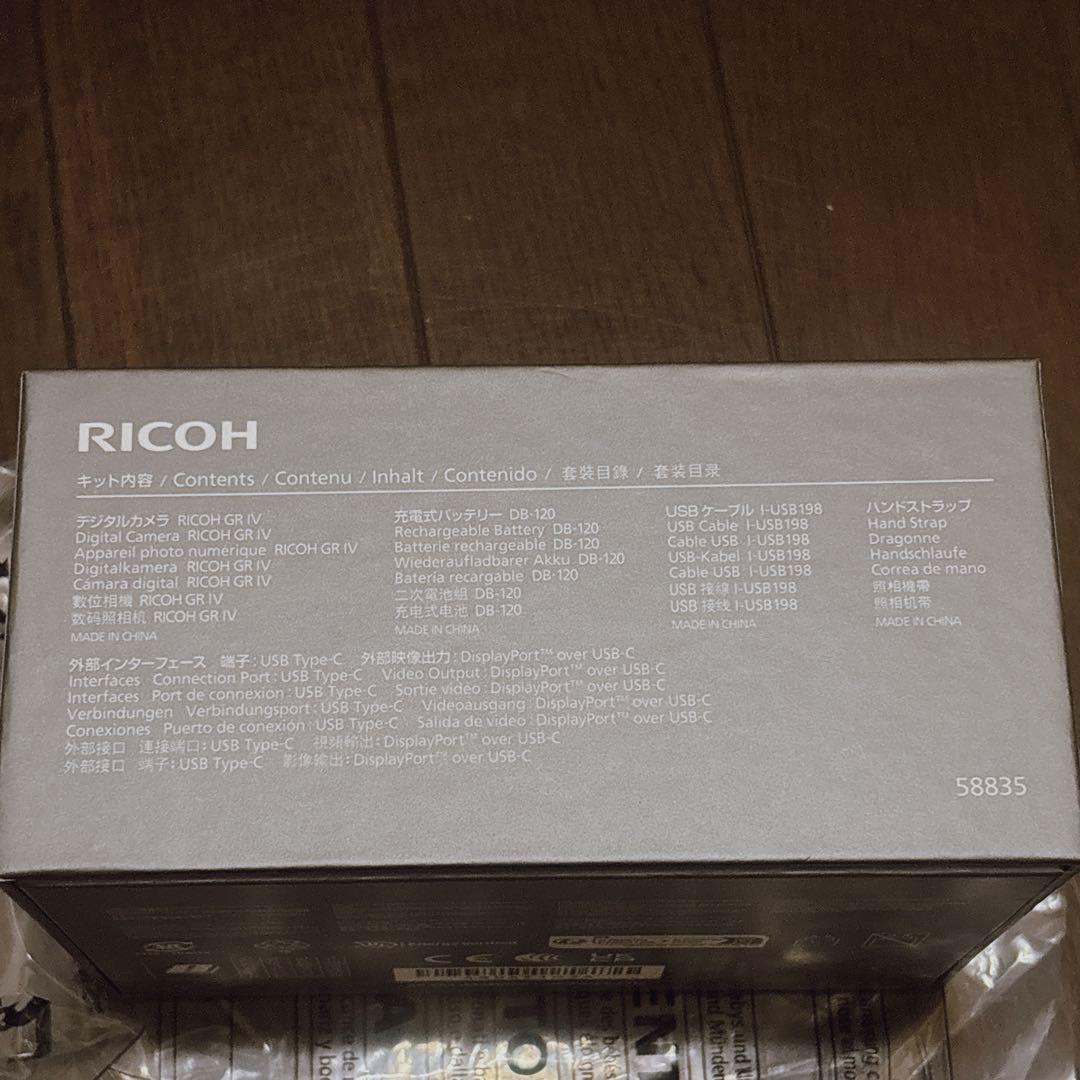 RICOH
キット内容 / Contents / Contenu / Inhalt / Contenido / 套裝目錄 / 套装目录
デジタルカメラ RICOH GR IV
Digital Camera RICOH GR IV
Appareil photo numérique RICOH GR IV
Digitalkamera RICOH GR IV
Cámara digital RICOH GR IV
數位相機 RICOH GR IV
数码照相机 RICOH GR IV
MADE IN CHINA
充電式バッテリー DB-120
Rechargeable Battery DB-120
Batterie rechargeable DB-120
Wiederaufladbarer Akku DB-120
Batería recargable DB-120
二次電池組 DB-120
充电式电池 DB-120
MADE IN CHINA
USB ケーブル I-USB198
USB Cable I-USB198
Cable USB I-USB198
USB-Kabel I-USB198
Cable USB I-USB198
USB 接線 I-USB198
USB 接线 I-USB198
MADE IN CHINA
ハンドストラップ
Hand Strap
Dragonne
Handschlaufe
Correa de mano
照相機帶
照相机带
MADE IN CHINA
外部インターフェース 端子: USB Type-C 外部映像出力: DisplayPort™ over USB-C
Interfaces Connection Port: USB Type-C Video Output: DisplayPort™ over USB-C
Interfaces Port de connexion: USB Type-C Sortie vidéo: DisplayPort™ over USB-C
Verbindungen Verbindungsport: USB Type-C Videoausgang: DisplayPort™ over USB-C
Conexiones Puerto de conexión: USB Type-C Salida de vídeo: DisplayPort™ over USB-C
外部接口 連接端口: USB Type-C 視頻輸出: DisplayPort™ over USB-C
外部接口 端子: USB Type-C 影像输出: DisplayPort™ over USB-C
58835